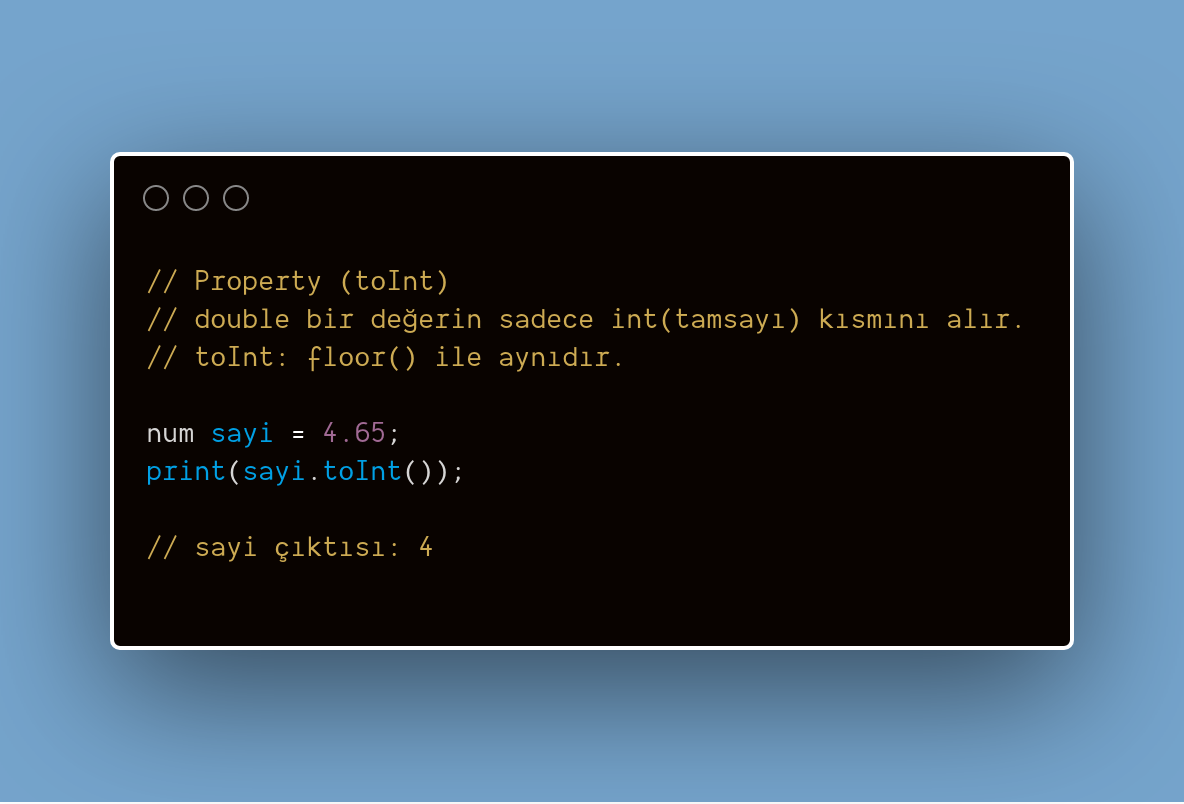 // Property (toInt)
// double bir değerin sadece int(tamsayı) kısmını alır.
// toInt: floor() ile aynıdır.
num sayi = 4.65;
print(sayi.toInt());
// sayi çıktısı: 4